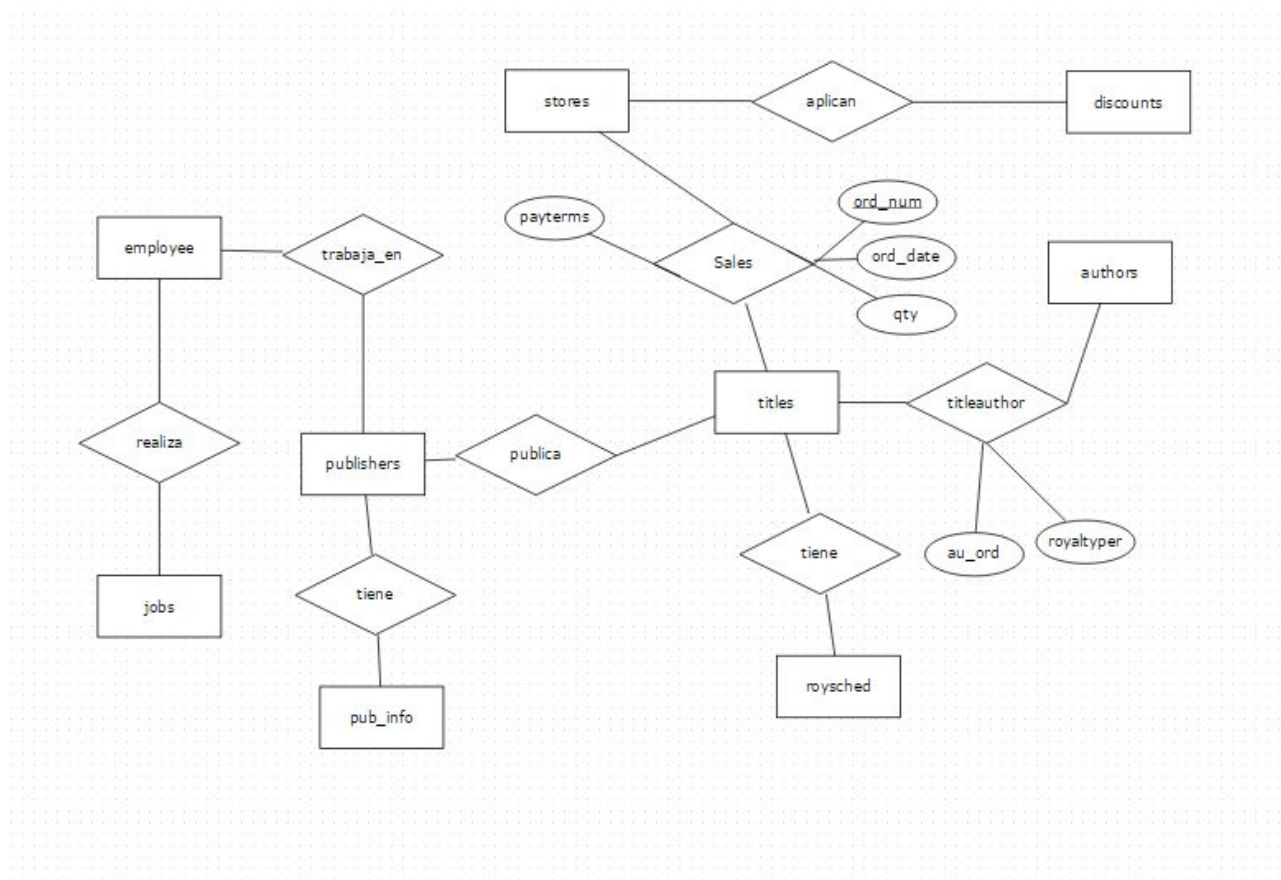 stores
aplican
discounts
payterms
ord_num
employee
trabaja_en
Sales
ord_date
authors
qty
titles
titleauthor
realiza
publishers
publica
au_ord
royaltyper
tiene
jobs
tiene
roysched
pub_info